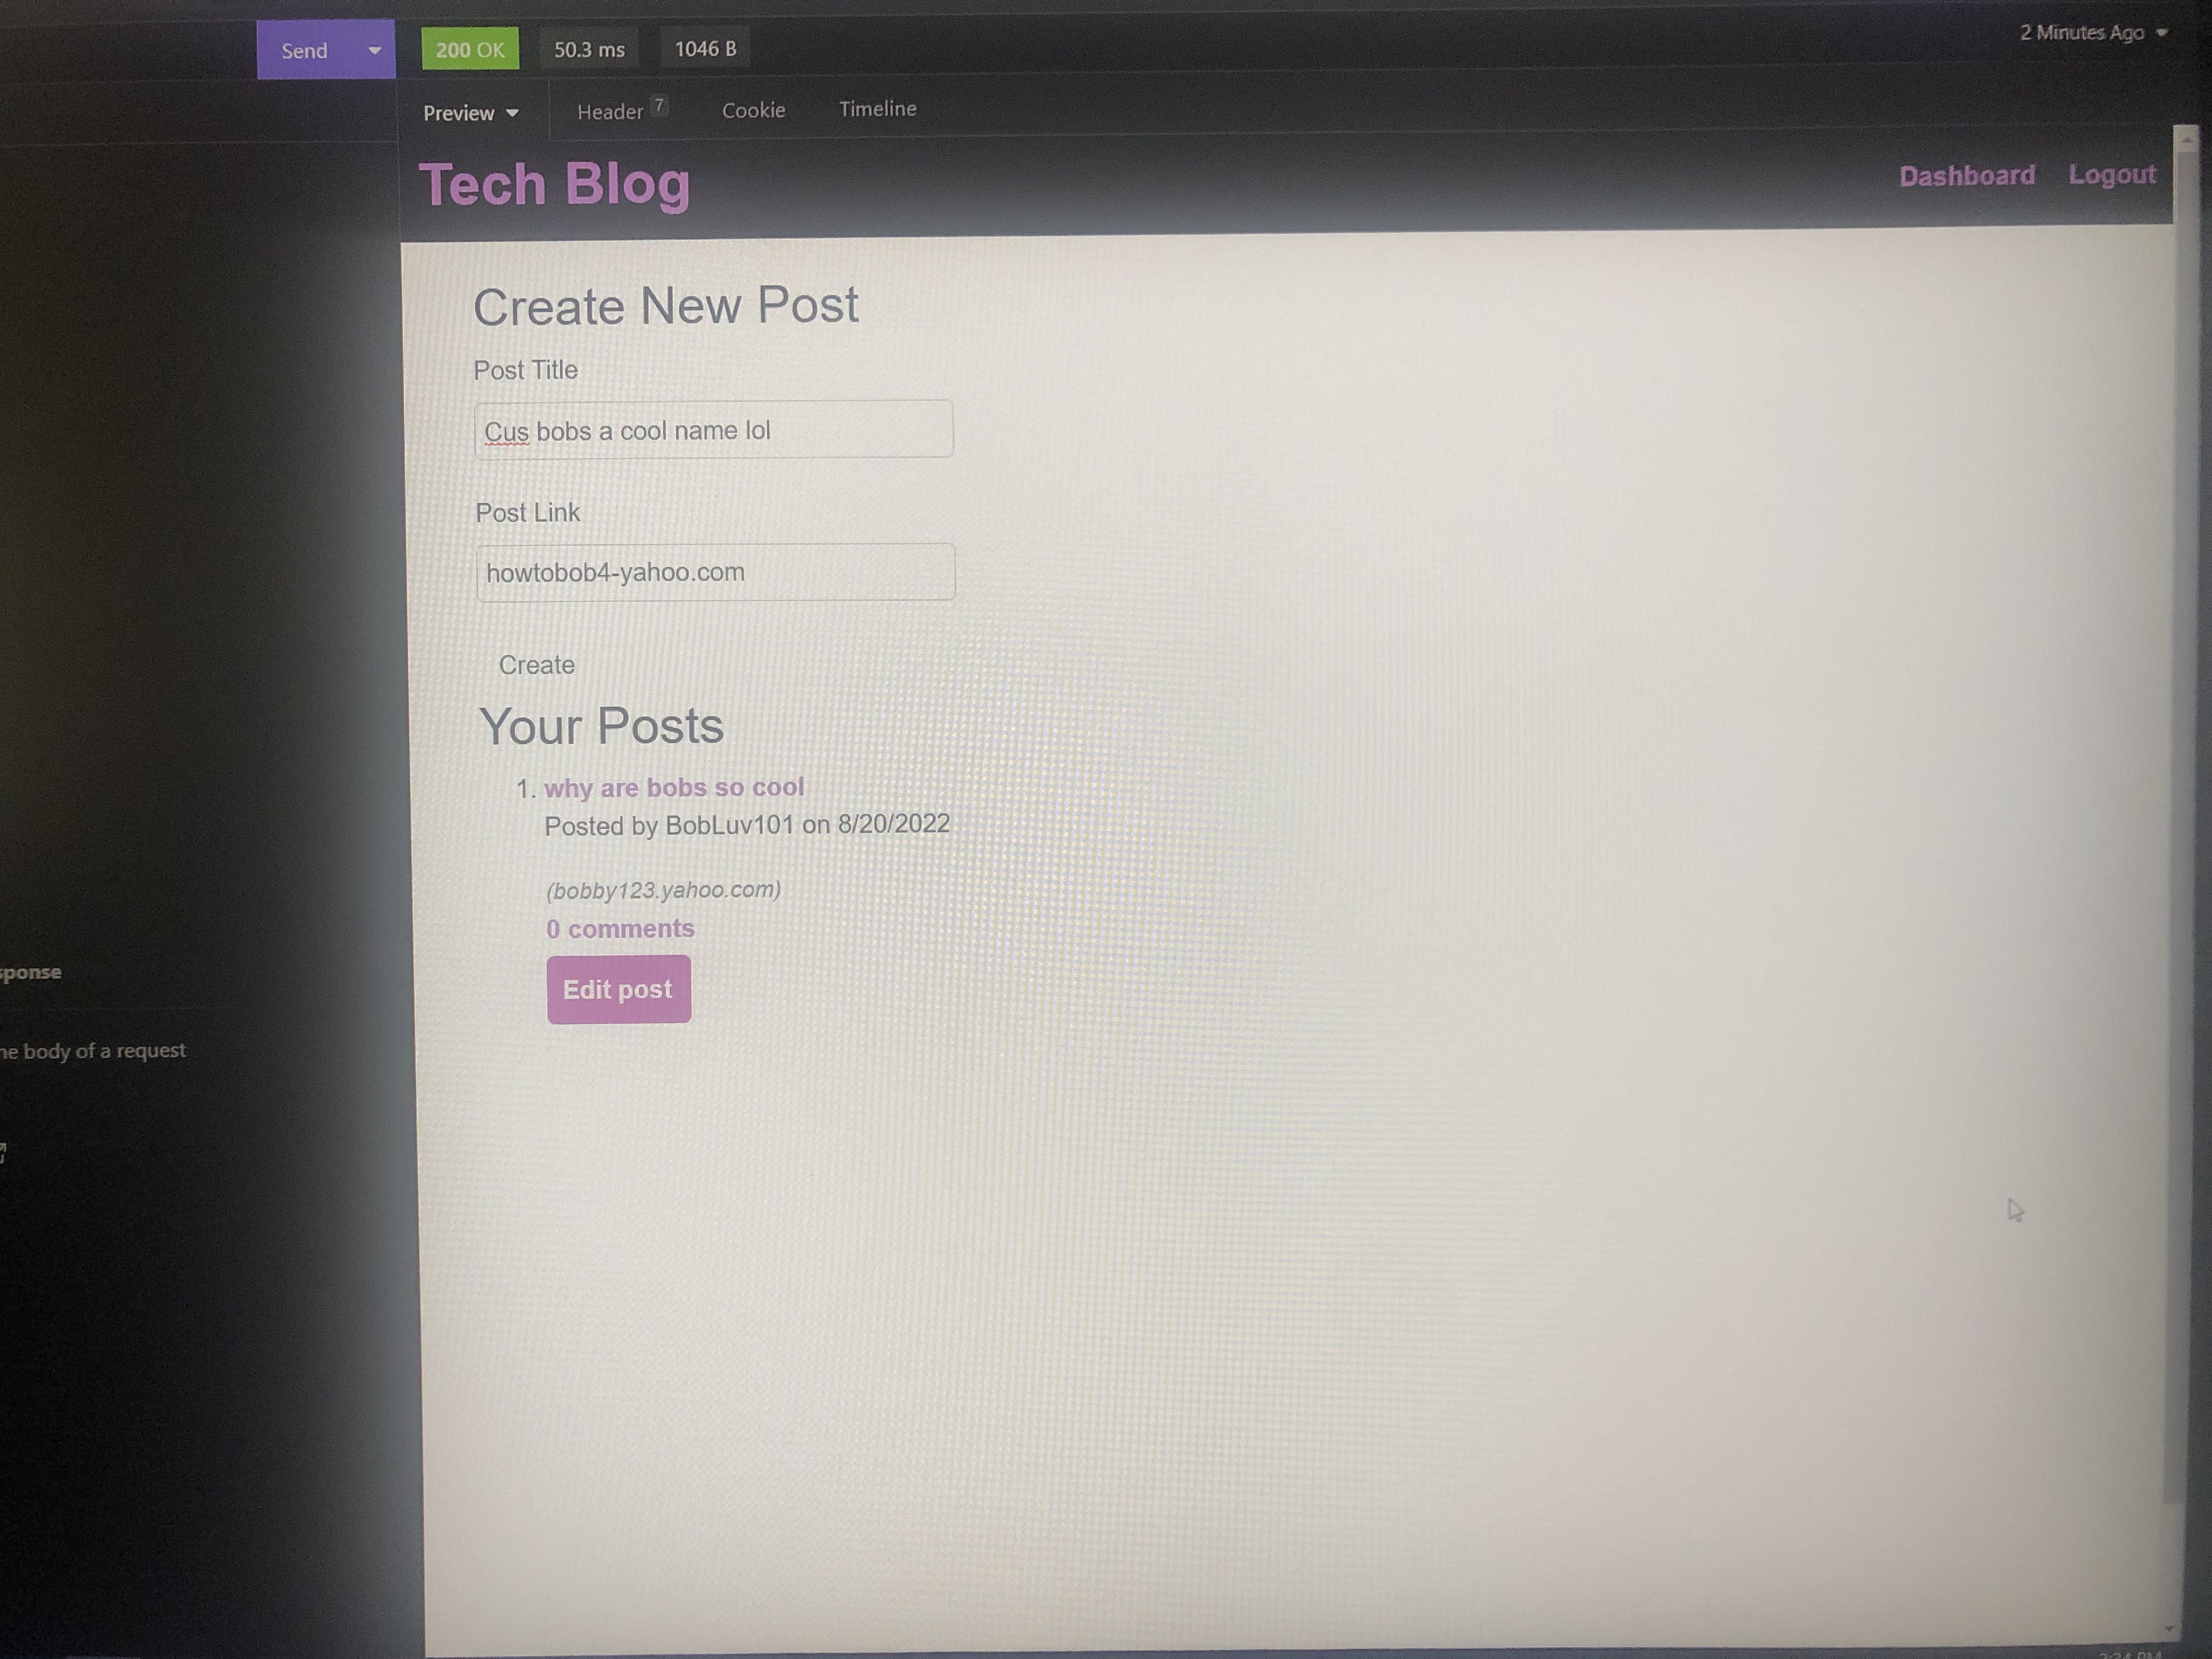 Send
200 OK
50.3 ms
1046 B
2 Minutes Ago
Preview
Header 7
Cookie
Timeline
Tech Blog
Dashboard
Logout
Create New Post
Post Title
Cus bobs a cool name lol
Post Link
howtobob4-yahoo.com
Create
Your Posts
1. why are bobs so cool
Posted by BobLuv101 on 8/20/2022
(bobby123.yahoo.com)
0 comments
Edit post
sponse
he body of a request